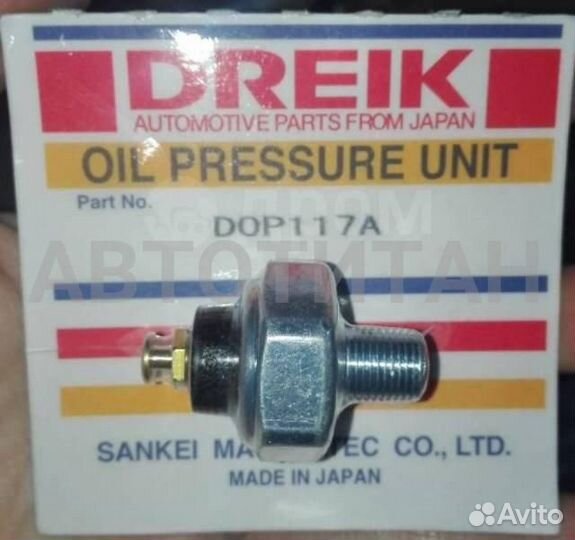 DREIK
AUTOMOTIVE PARTS FROM JAPAN
OIL PRESSURE UNIT
Part No.
DOP117A
АВТОТИТАН
SANKEI MA TEC CO., LTD.
MADE IN JAPAN
Avito